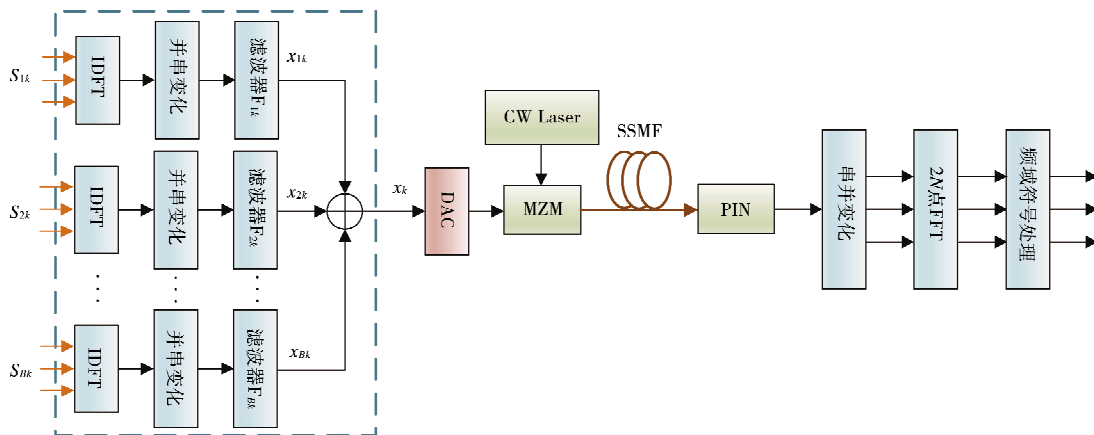 S1k
IDFT
并串变化
滤波器F1k
x1k
S2k
IDFT
并串变化
滤波器F2k
x2k
SBk
IDFT
并串变化
滤波器FBk
xBk
xk
DAC
CW Laser
MZM
SSMF
PIN
串并变化
2N点FFT
频域符号处理